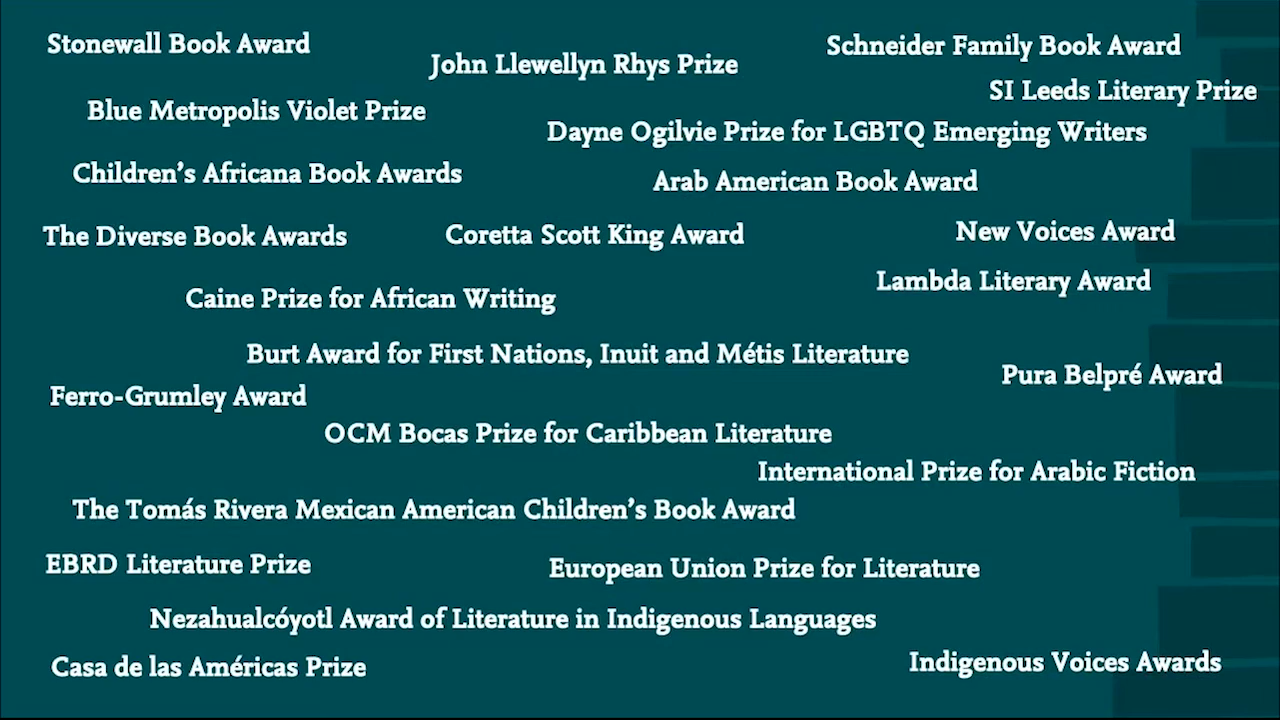 Stonewall Book Award
John Llewellyn Rhys Prize
Schneider Family Book Award
SI Leeds Literary Prize
Blue Metropolis Violet Prize
Dayne Ogilvie Prize for LGBTQ Emerging Writers
Children’s Africana Book Awards
Arab American Book Award
The Diverse Book Awards
Coretta Scott King Award
New Voices Award
Lambda Literary Award
Caine Prize for African Writing
Burt Award for First Nations, Inuit and Métis Literature
Pura Belpré Award
Ferro-Grumley Award
OCM Bocas Prize for Caribbean Literature
International Prize for Arabic Fiction
The Tomás Rivera Mexican American Children’s Book Award
EBRD Literature Prize
European Union Prize for Literature
Nezahualcóyotl Award of Literature in Indigenous Languages
Casa de las Américas Prize
Indigenous Voices Awards